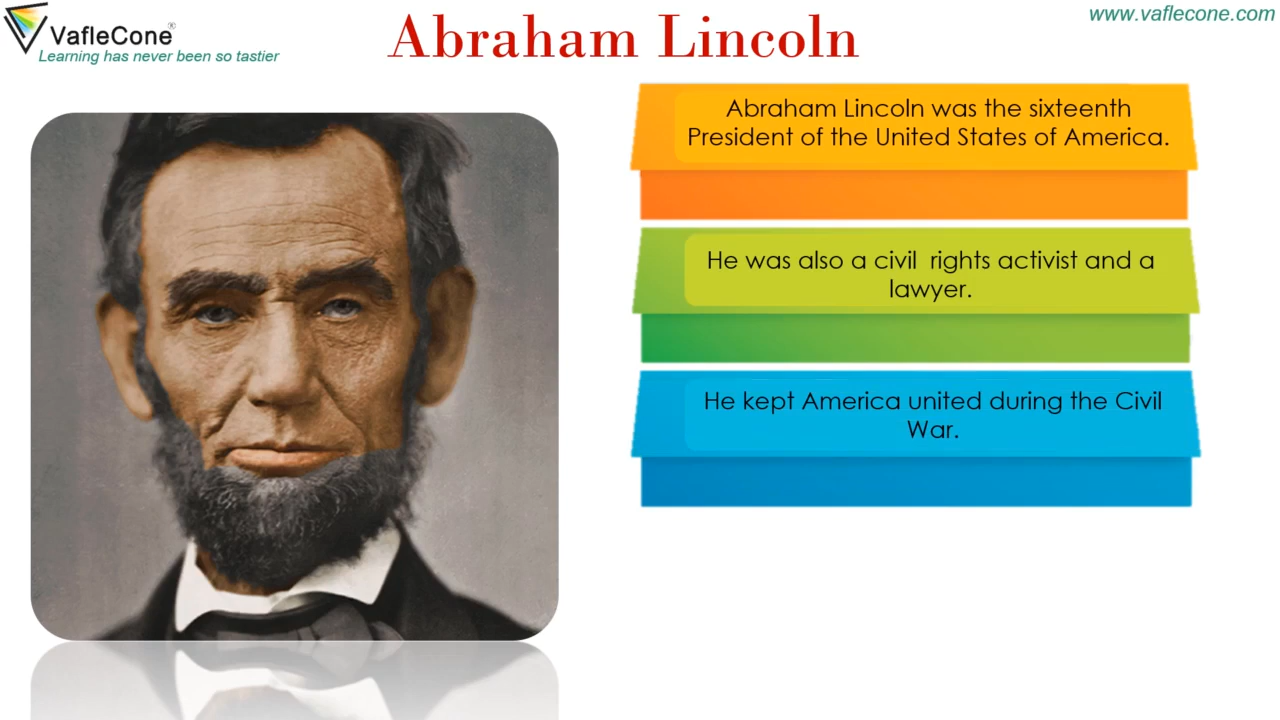 VafleCone®
Learning has never been so tastier
Abraham Lincoln
www.vaflecone.com
Abraham Lincoln was the sixteenth
President of the United States of America.
He was also a civil rights activist and a
lawyer.
He kept America united during the Civil
War.